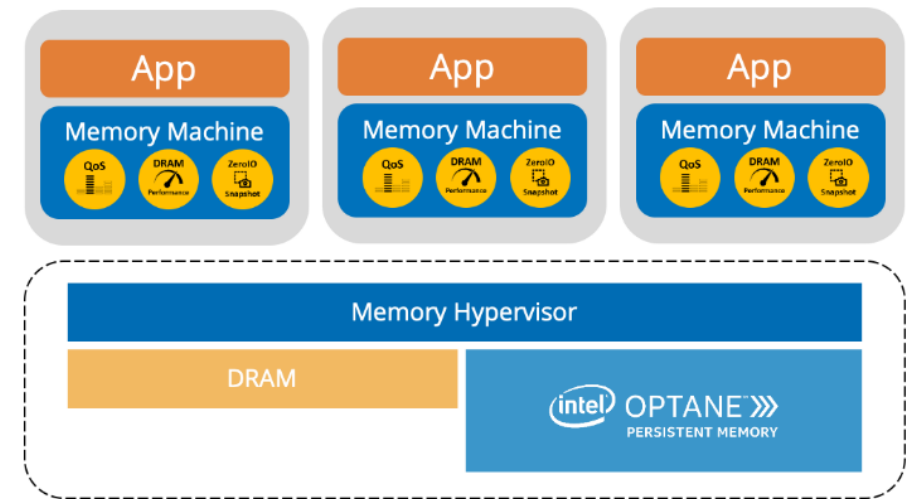 App
App
App
Memory Machine
QoS
DRAM
Performance
ZeroIO
Snapshot
Memory Machine
QoS
DRAM
Performance
ZeroIO
Snapshot
Memory Machine
QoS
DRAM
Performance
ZeroIO
Snapshot
Memory Hypervisor
DRAM
intel OPTANE™
PERSISTENT MEMORY